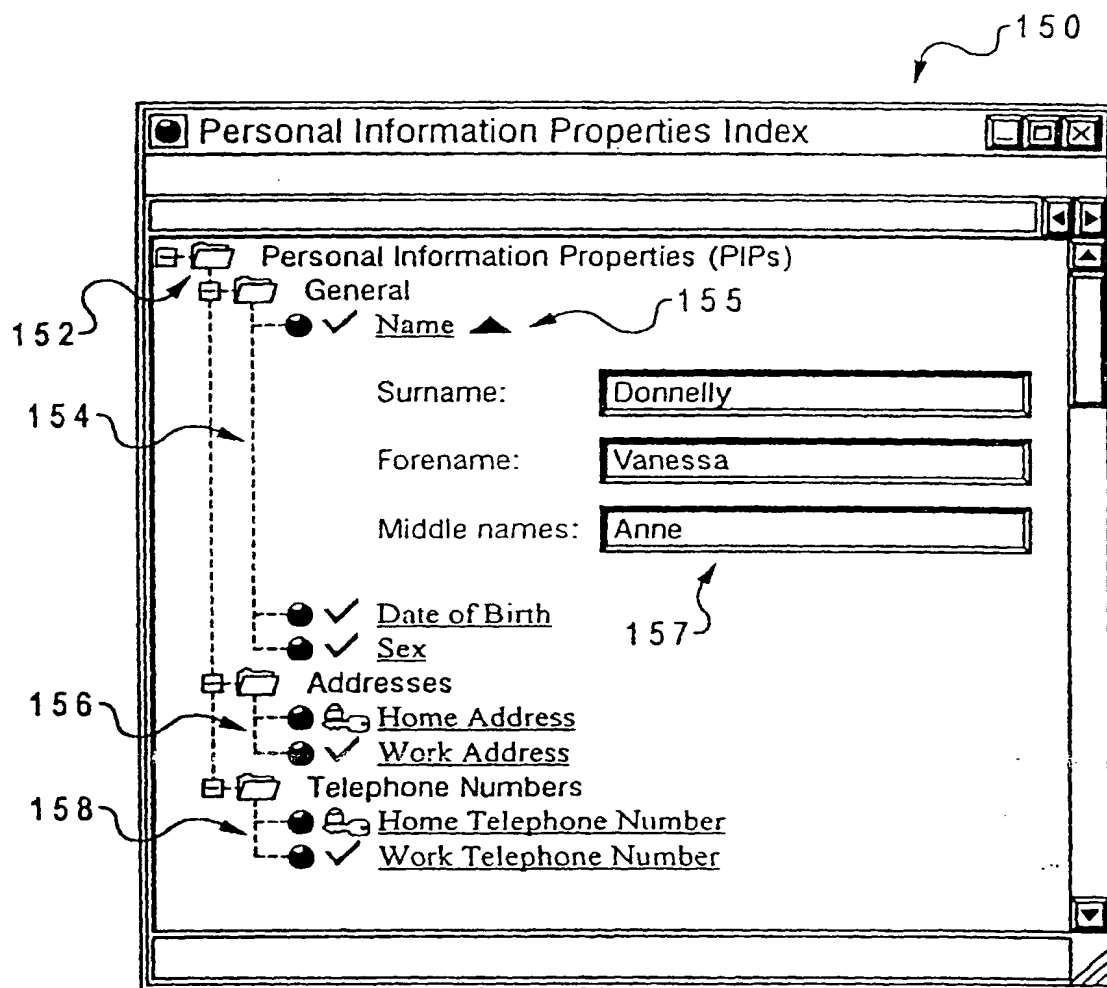 150
Personal Information Properties Index
Personal Information Properties (PIPs)
152
General
155
Name
154
Surname: Donnelly
Forename: Vanessa
Middle names: Anne
157
Date of Birth
Sex
Addresses
156
Home Address
Work Address
Telephone Numbers
158
Home Telephone Number
Work Telephone Number